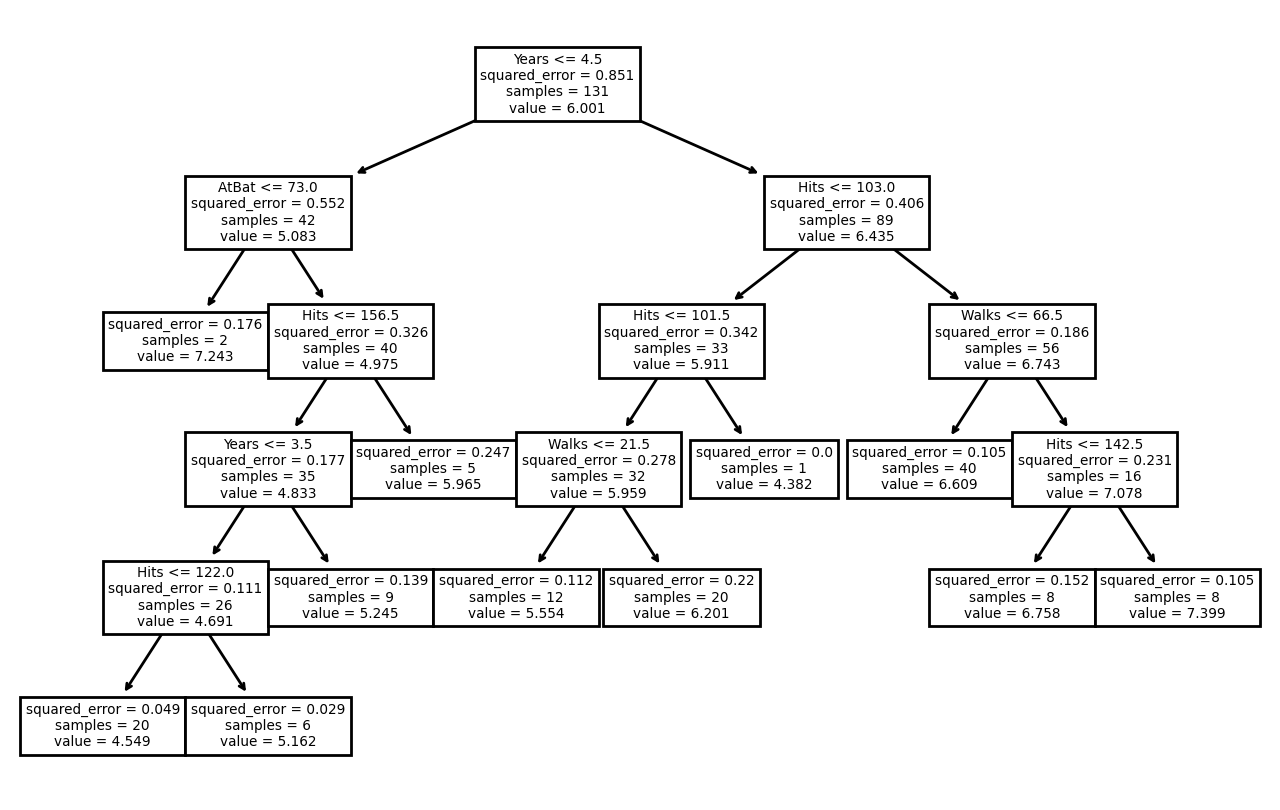 Years <= 4.5
squared_error = 0.851
samples = 131
value = 6.001
AtBat <= 73.0
squared_error = 0.552
samples = 42
value = 5.083
Hits <= 103.0
squared_error = 0.406
samples = 89
value = 6.435
squared_error = 0.176
samples = 2
value = 7.243
Hits <= 156.5
squared_error = 0.326
samples = 40
value = 4.975
Hits <= 101.5
squared_error = 0.342
samples = 33
value = 5.911
Walks <= 66.5
squared_error = 0.186
samples = 56
value = 6.743
Years <= 3.5
squared_error = 0.177
samples = 35
value = 4.833
squared_error = 0.247
samples = 5
value = 5.965
Walks <= 21.5
squared_error = 0.278
samples = 32
value = 5.959
squared_error = 0.0
samples = 1
value = 4.382
squared_error = 0.105
samples = 40
value = 6.609
Hits <= 142.5
squared_error = 0.231
samples = 16
value = 7.078
Hits <= 122.0
squared_error = 0.111
samples = 26
value = 4.691
squared_error = 0.139
samples = 9
value = 5.245
squared_error = 0.112
samples = 12
value = 5.554
squared_error = 0.22
samples = 20
value = 6.201
squared_error = 0.152
samples = 8
value = 6.758
squared_error = 0.105
samples = 8
value = 7.399
squared_error = 0.049
samples = 20
value = 4.549
squared_error = 0.029
samples = 6
value = 5.162